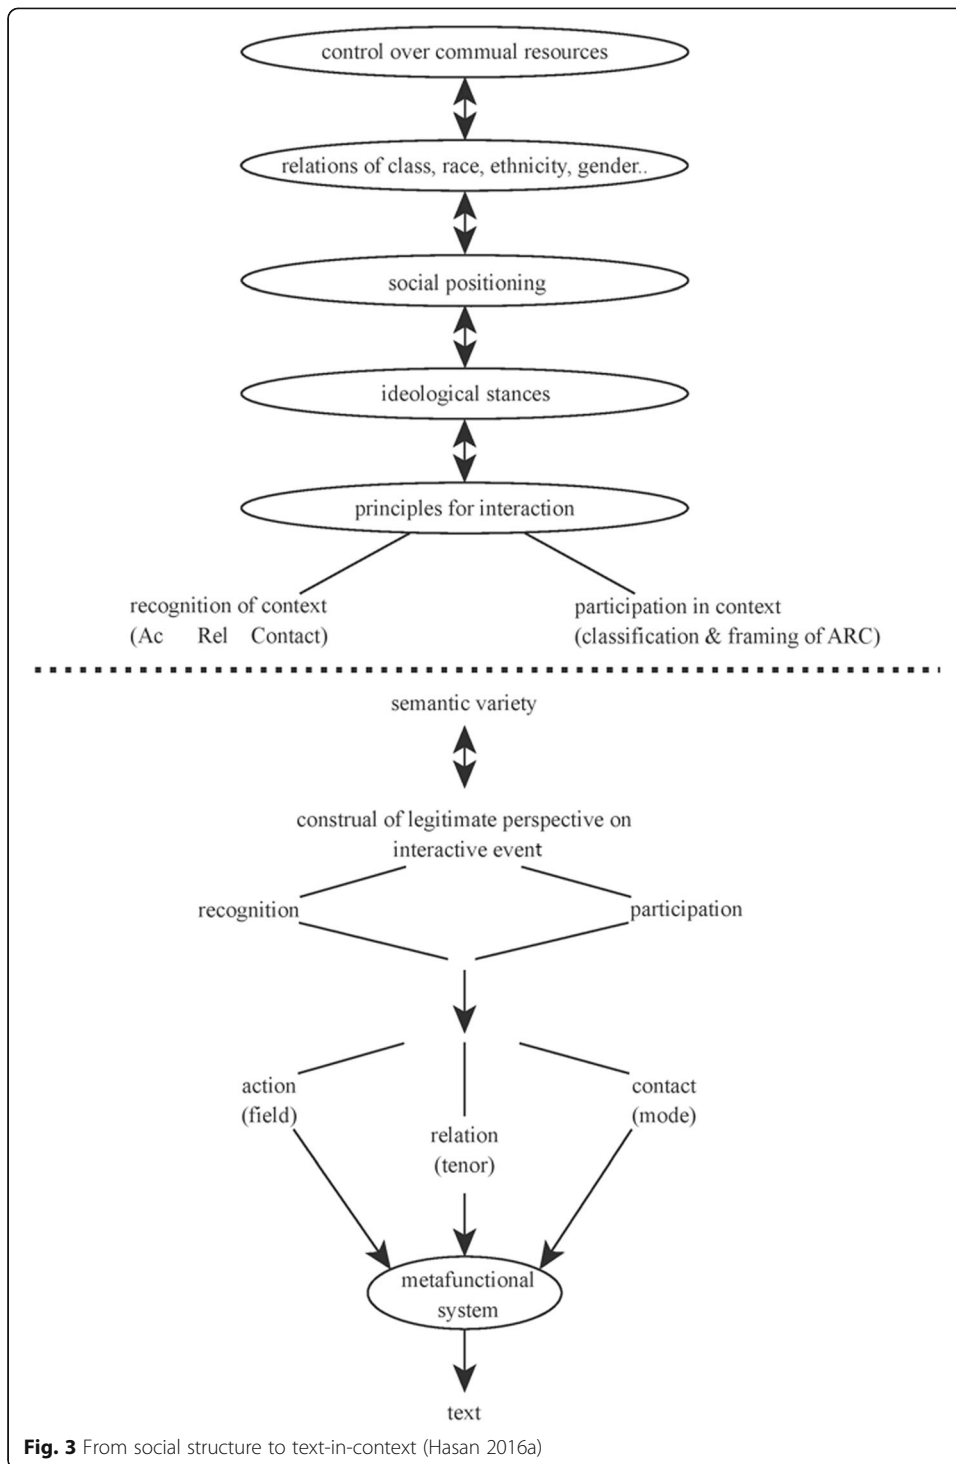 control over commual resources
relations of class, race, ethnicity, gender..
social positioning
ideological stances
principles for interaction
recognition of context
(Ac Rel Contact)
participation in context
(classification & framing of ARC)
semantic variety
construal of legitimate perspective on
interactive event
recognition
participation
action
(field)
relation
(tenor)
contact
(mode)
metafunctional
system
text
Fig. 3 From social structure to text-in-context (Hasan 2016a)